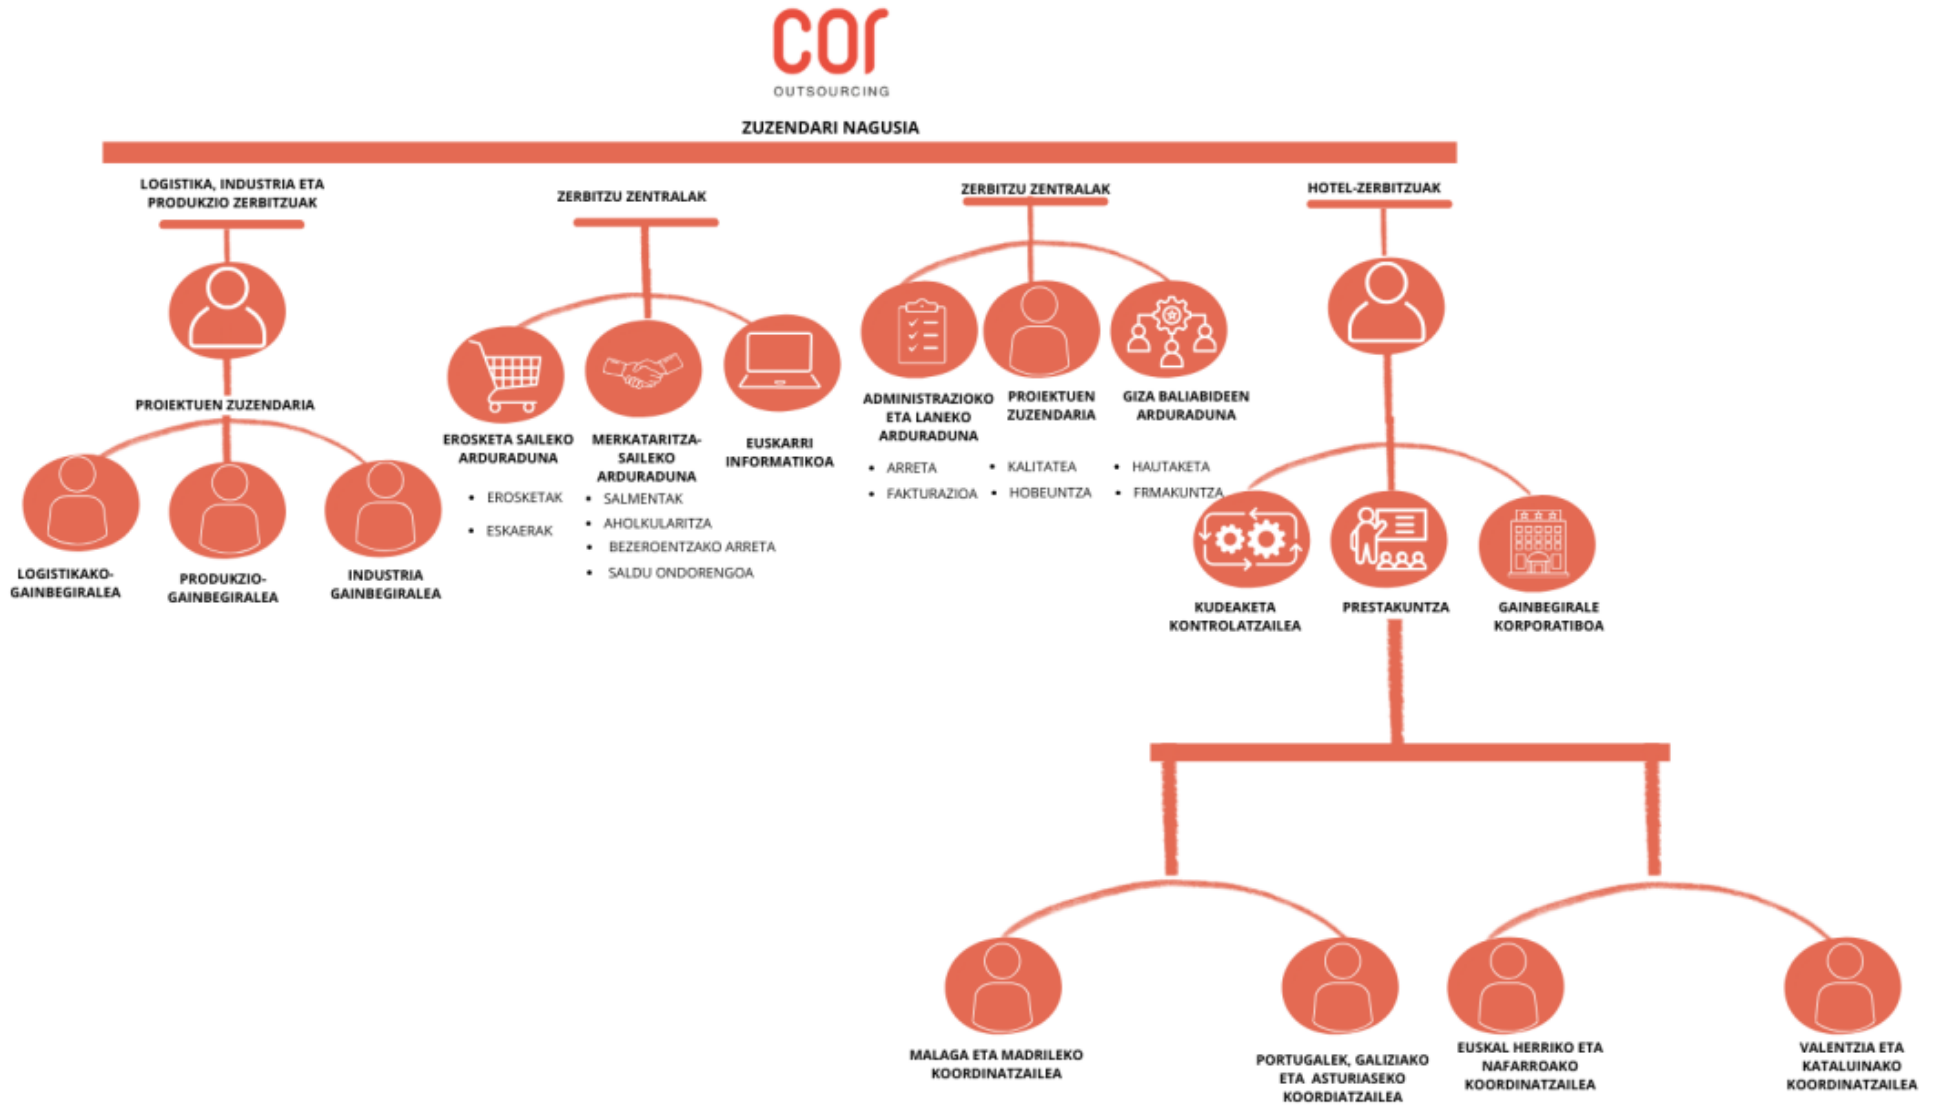 cor
OUTSOURCING
ZUZENDARI NAGUSIA
LOGISTIKA, INDUSTRIA ETA
PRODUKZIO ZERBITZUAK
PROIEKTUEN ZUZENDARIA
LOGISTIKAKO-
GAINBEGIRALEA
PRODUKZIO-
GAINBEGIRALEA
INDUSTRIA
GAINBEGIRALEA
ZERBITZU ZENTRALAK
EROSKETA SAILEKO
ARDURADUNA
• EROSKETAK
• ESKAERAK
MERKATARITZA-
SAILEKO
ARDURADUNA
• SALMENTAK
• AHOLKULARITZA
• BEZEROENTZAKO ARRETA
• SALDU ONDORENGOA
EUSKARRI
INFORMATIKOA
ZERBITZU ZENTRALAK
ADMINISTRAZIOKO
ETA LANEKO
ARDURADUNA
• ARRETA
• FAKTURAZIOA
PROIEKTUEN
ZUZENDARIA
• KALITATEA
• HOBEUNTZA
GIZA BALIABIDEEN
ARDURADUNA
• HAUTAKETA
• FRMAKUNTZA
HOTEL-ZERBITZUAK
KUDEAKETA
KONTROLATZAILEA
PRESTAKUNTZA
GAINBEGIRALE
KORPORATIBOA
MALAGA ETA MADRILEKO
KOORDINATZAILEA
PORTUGALEK, GALIZIAKO
ETA ASTURIASEKO
KOORDIATZAILEA
EUSKAL HERRIKO ETA
NAFARROAKO
KOORDINATZAILEA
VALENTZIA ETA
KATALUINAKO
KOORDINATZAILEA